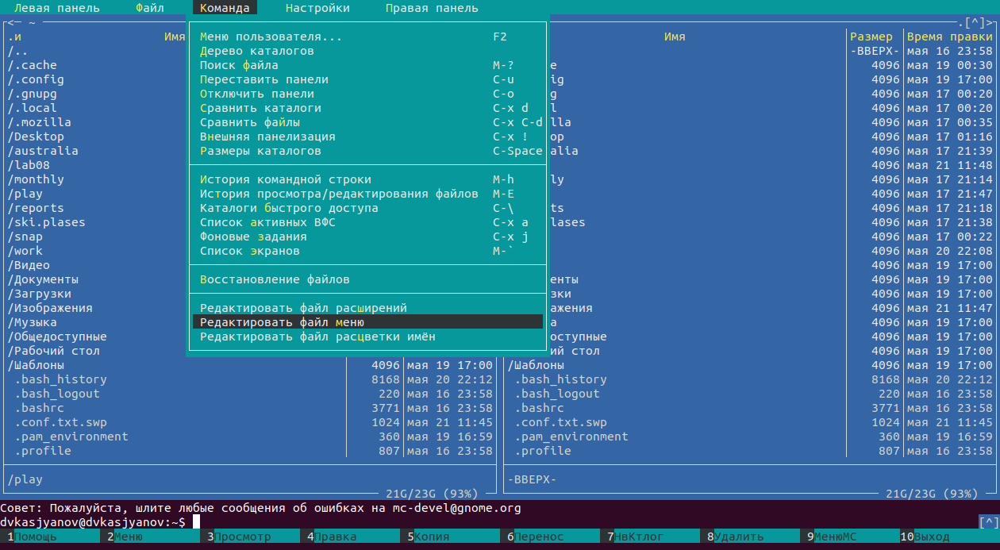 Левая панель Файл Команда Настройки Правая панель
<─ ~ .[^]>
.и Имя Меню пользователя... F2 Имя Размер Время правки
/.. Дерево каталогов -ВВЕРХ- мая 16 23:58
/.cache Поиск файла M-? e 4096 мая 19 00:30
/.config Переставить панели C-u ig 4096 мая 19 17:00
/.gnupg Отключить панели C-o g 4096 мая 17 00:20
/.local Сравнить каталоги C-x d l 4096 мая 17 00:20
/.mozilla Сравнить файлы C-x C-d lla 4096 мая 17 00:35
/Desktop Внешняя панелизация C-x ! op 4096 мая 17 01:16
/australia Размеры каталогов C-Space alia 4096 мая 17 21:39
/lab08 4096 мая 21 11:48
/monthly История командной строки M-h ly 4096 мая 17 21:14
/play История просмотра/редактирования файлов M-E 4096 мая 17 21:47
/reports Каталоги быстрого доступа C-\ ts 4096 мая 17 21:18
/ski.plases Список активных ВФС C-x a lases 4096 мая 17 21:38
/snap Фоновые задания C-x j 4096 мая 17 00:22
/work Список экранов M-` 4096 мая 20 22:08
/Видео 4096 мая 19 17:00
/Документы Восстановление файлов енты 4096 мая 19 17:00
/Загрузки зки 4096 мая 19 17:00
/Изображения Редактировать файл расширений ажения 4096 мая 21 11:47
/Музыка Редактировать файл меню а 4096 мая 19 17:00
/Общедоступные Редактировать файл расцветки имён оступные 4096 мая 19 17:00
/Рабочий стол ий стол 4096 мая 19 17:00
/Шаблоны 4096 мая 19 17:00 /Шаблоны 4096 мая 19 17:00
.bash_history 8168 мая 20 22:12 .bash_history 8168 мая 20 22:12
.bash_logout 220 мая 16 23:58 .bash_logout 220 мая 16 23:58
.bashrc 3771 мая 16 23:58 .bashrc 3771 мая 16 23:58
.conf.txt.swp 1024 мая 21 11:45 .conf.txt.swp 1024 мая 21 11:45
.pam_environment 360 мая 19 16:59 .pam_environment 360 мая 19 16:59
.profile 807 мая 16 23:58 .profile 807 мая 16 23:58
/play -ВВЕРХ-
21G/23G (93%) 21G/23G (93%)
Совет: Пожалуйста, шлите любые сообщения об ошибках на mc-devel@gnome.org
dvkasjyanov@dvkasjyanov:~$ [^]
1Помощь 2Меню 3Просмотр 4Правка 5Копия 6Перенос 7НвКтлог 8Удалить 9МенюMC 10Выход